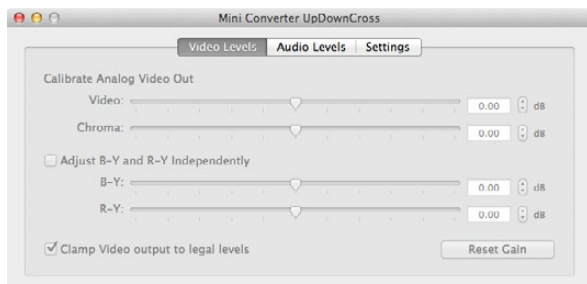 Mini Converter UpDownCross
Video Levels Audio Levels Settings
Calibrate Analog Video Out
Video: 0.00 dB
Chroma: 0.00 dB
Adjust B-Y and R-Y Independently
B-Y: 0.00 dB
R-Y: 0.00 dB
Clamp Video output to legal levels Reset Gain